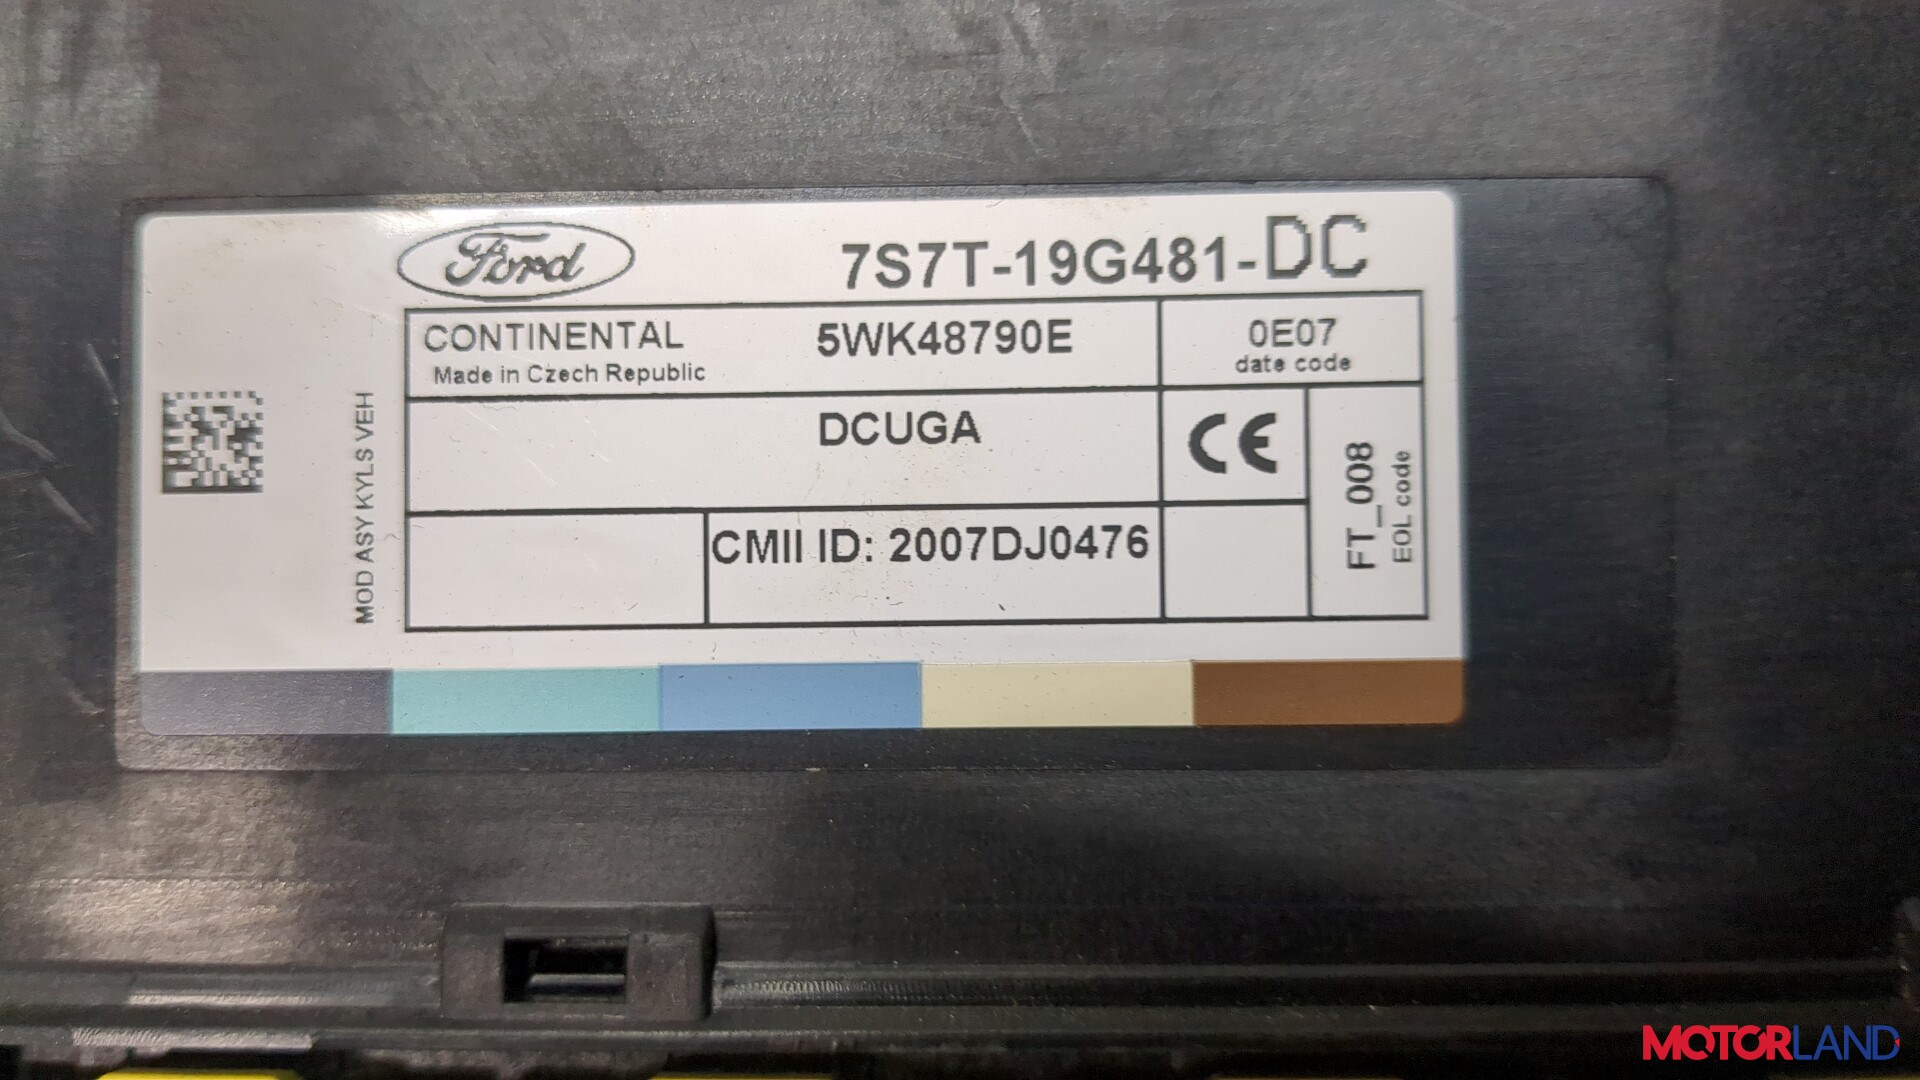 Ford
7S7T-19G481-DC
CONTINENTAL 5WK48790E
Made in Czech Republic
0E07
date code
DCUGA
CE
CMII ID: 2007DJ0476
FT_008
EOL code
MOD ASY KYLS VEH
MOTORLAND